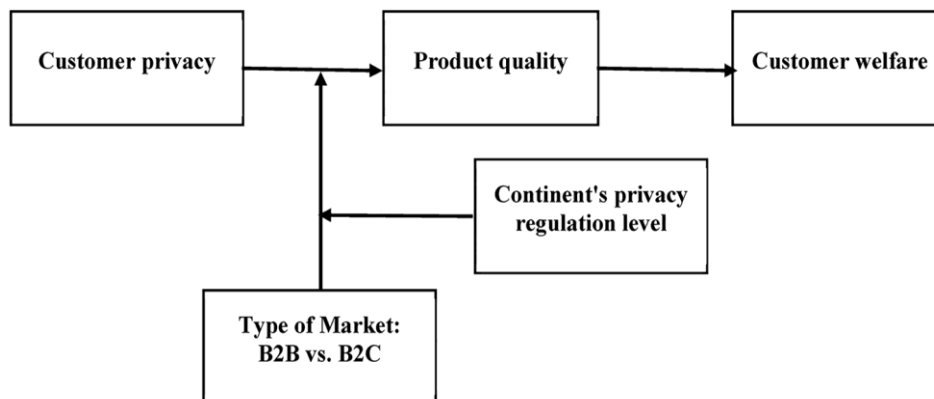 Customer privacy
Product quality
Customer welfare
Continent's privacy
regulation level
Type of Market:
B2B vs. B2C